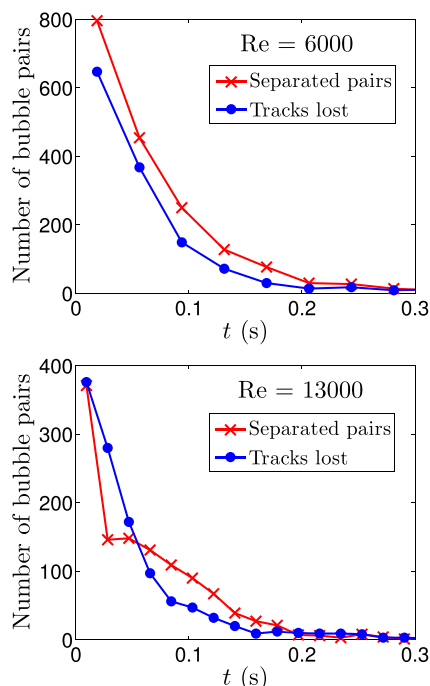 Re = 6000
Separated pairs
Tracks lost
Number of bubble pairs
800
600
400
200
0
0 0.1 0.2 0.3
t (s)
Re = 13000
Separated pairs
Tracks lost
Number of bubble pairs
400
300
200
100
0
0 0.1 0.2 0.3
t (s)